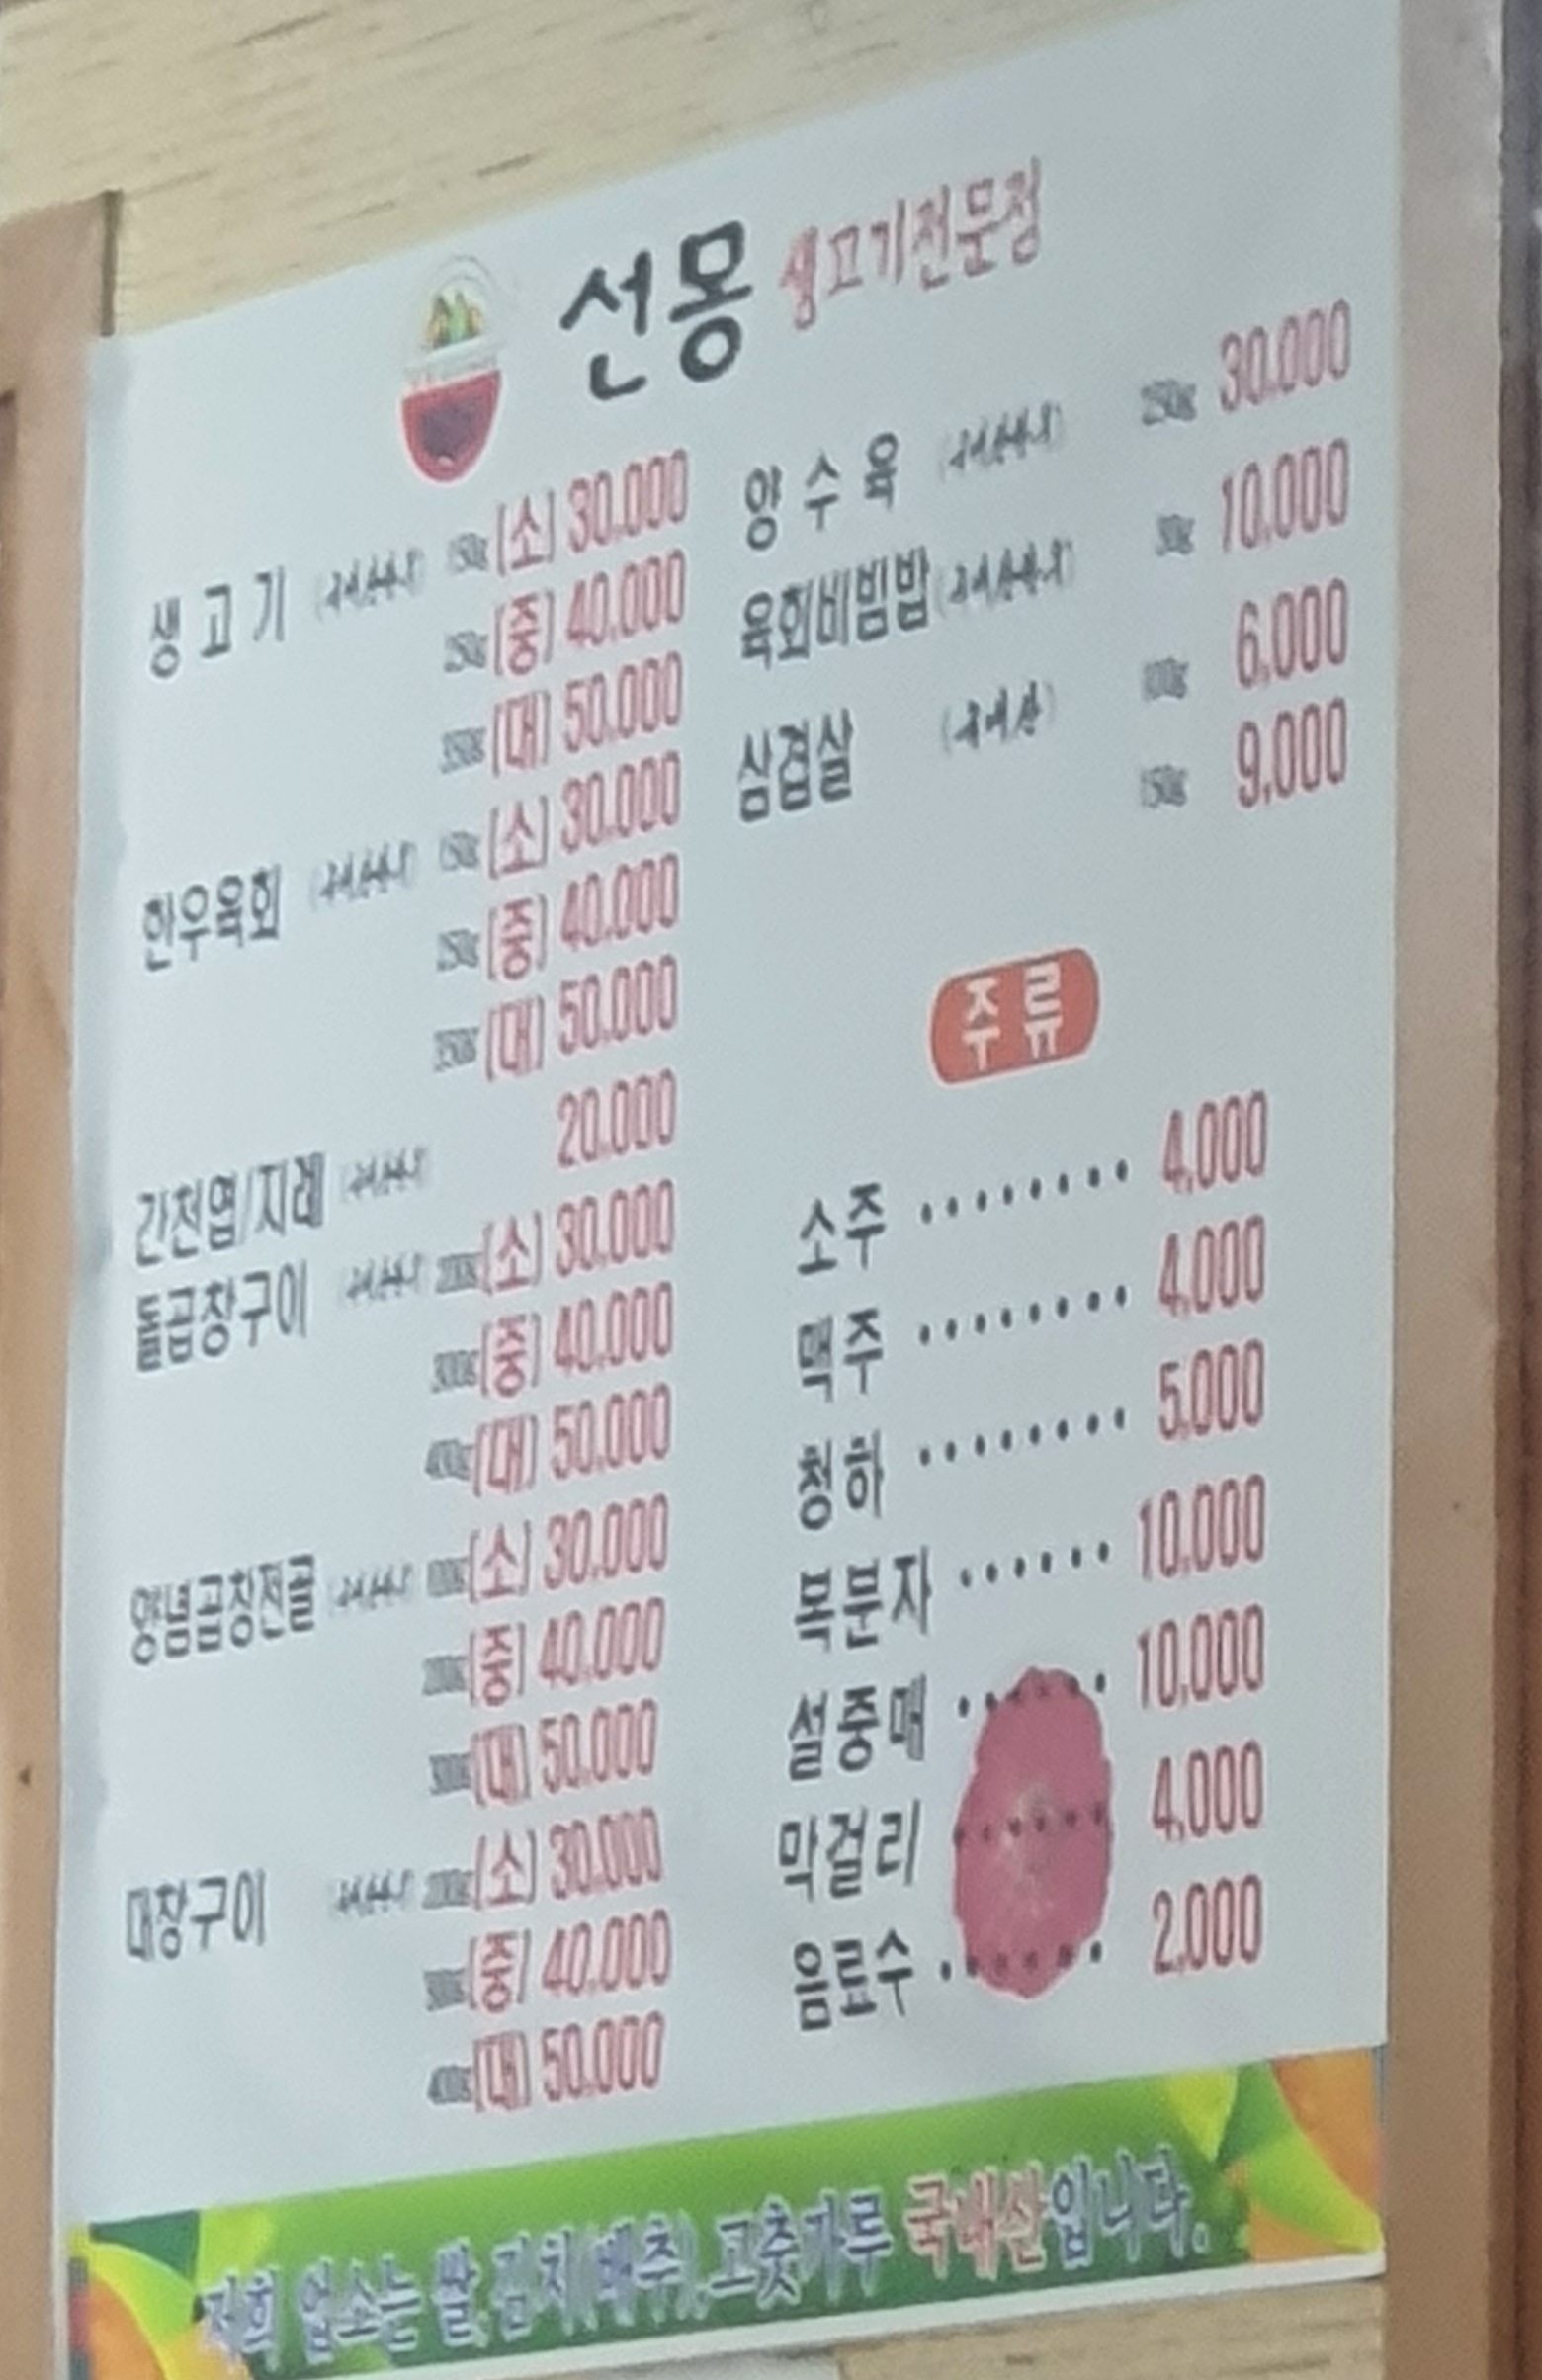 선몽 생고기전문점
생고기 150g (소) 30.000
250g (중) 40.000
350g (대) 50.000
한우육회 150g (소) 30.000
250g (중) 40.000
350g (대) 50.000
간천엽/지레 20.000
돌곱창구이 (소) 30.000
300g (중) 40.000
400g (대) 50.000
양념곱창전골 (소) 30.000
(중) 40.000
(대) 50.000
대창구이 (소) 30.000
(중) 40.000
400g (대) 50.000
양수육 250g 30.000
육회비빔밥 10.000
삼겹살 (국내산) 100g 6.000
150g 9.000
주류
소주 ········ 4.000
맥주 ········ 4.000
청하 ········ 5.000
복분자 ······ 10.000
설중매 ······ 10.000
막걸리 ······ 4.000
음료수 ······ 2.000
저희 업소는 쌀,김치(배추),고춧가루 국내산입니다.